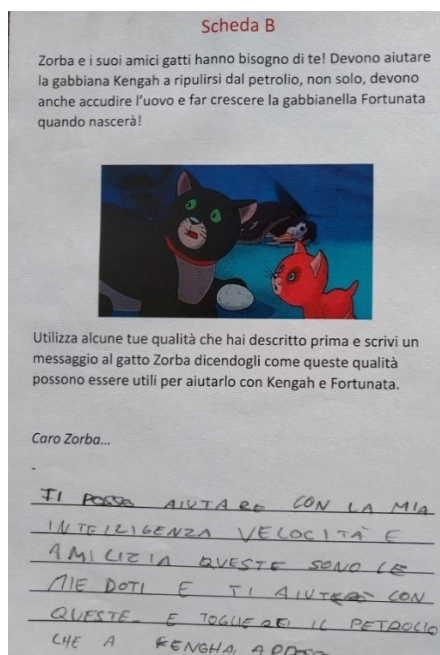 Scheda B
Zorba e i suoi amici gatti hanno bisogno di te! Devono aiutare
la gabbiana Kengah a ripulirsi dal petrolio, non solo, devono
anche accudire l'uovo e far crescere la gabbianella Fortunata
quando nascerà!
Utilizza alcune tue qualità che hai descritto prima e scrivi un
messaggio al gatto Zorba dicendogli come queste qualità
possono essere utili per aiutarlo con Kengah e Fortunata.
Caro Zorba...
-
TI POSSO AIUTARE CON LA MIA
INTELLIGENZA VELOCITÀ E
AMICIZIA QUESTE SONO LE
MIE DOTI E TI AIUTERÒ CON
QUESTE. E TOGLIEREI IL PETROLIO
CHE A KENGHA,